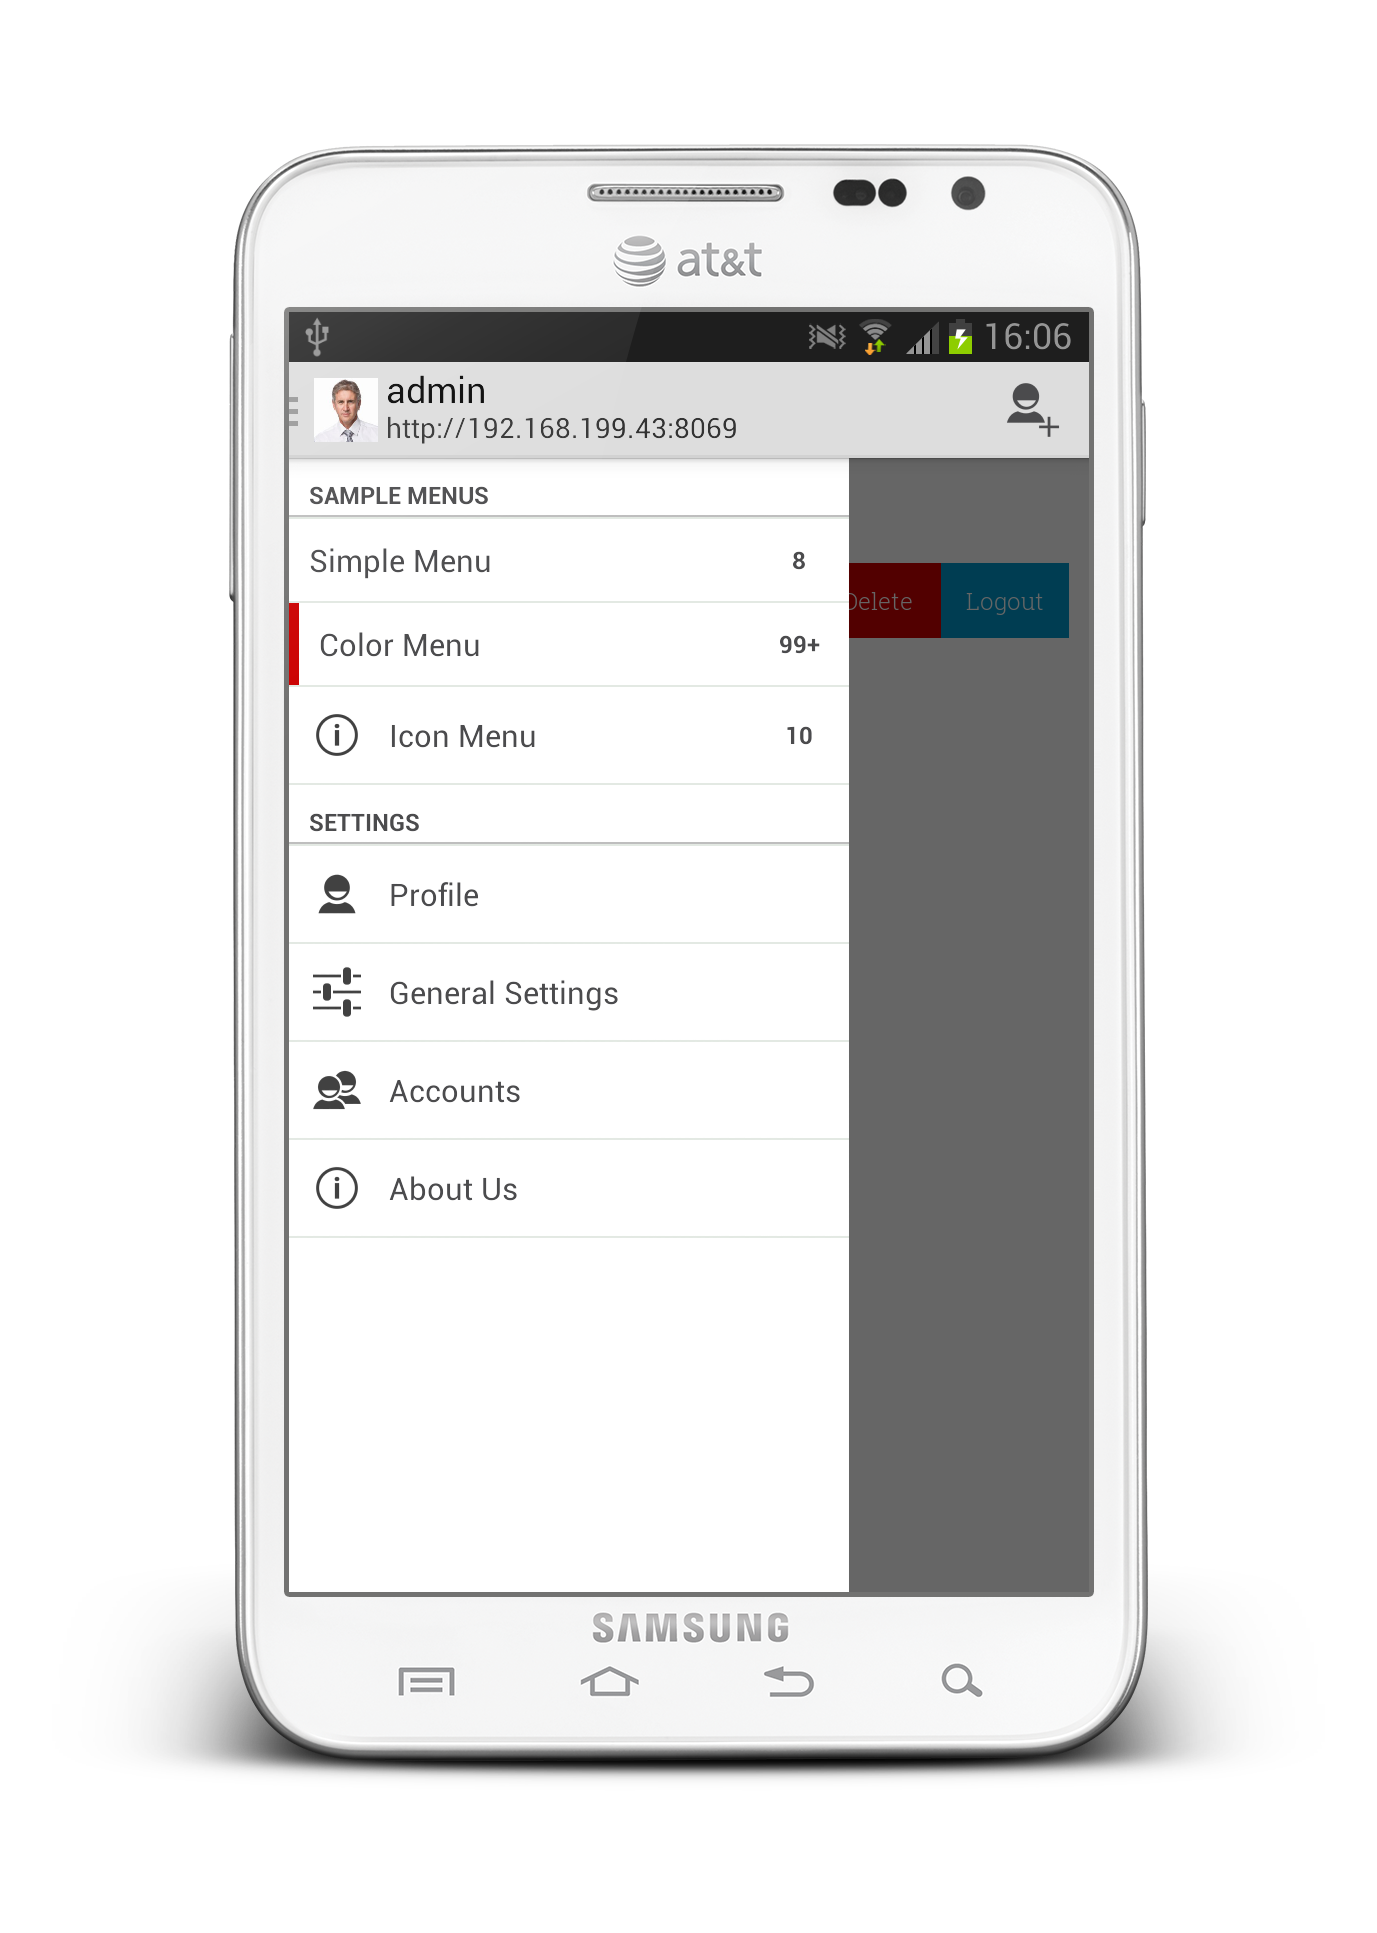 at&t
16:06
admin
http://192.168.199.43:8069
SAMPLE MENUS
Simple Menu 8
Delete Logout
Color Menu 99+
Icon Menu 10
SETTINGS
Profile
General Settings
Accounts
About Us
SAMSUNG